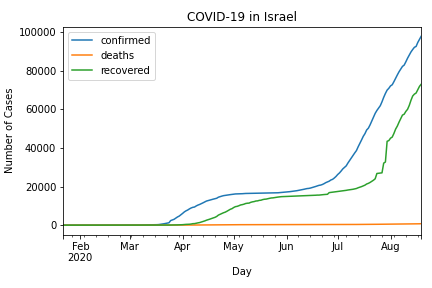 COVID-19 in Israel
confirmed
deaths
recovered
Number of Cases
100000
80000
60000
40000
20000
0
Feb Mar Apr May Jun Jul Aug
2020
Day